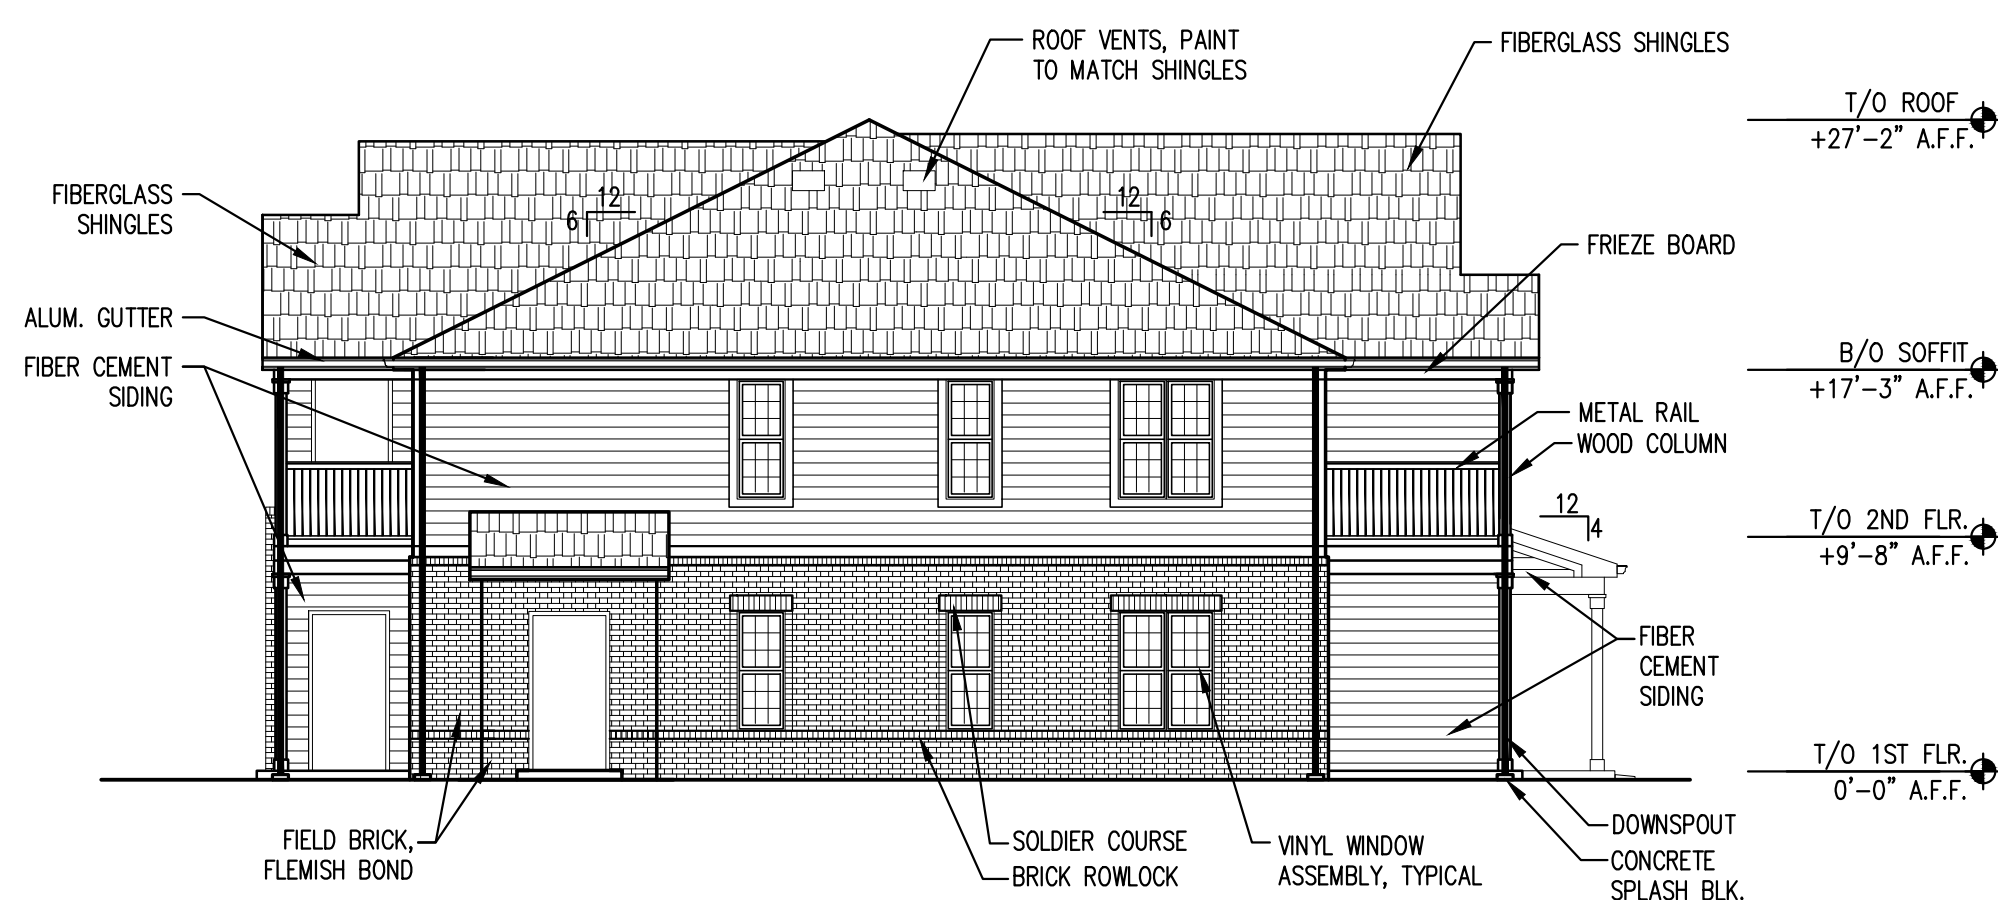 ROOF VENTS, PAINT
TO MATCH SHINGLES
FIBERGLASS SHINGLES
T/O ROOF
+27'-2" A.F.F.
FIBERGLASS
SHINGLES
12
6
12
6
FRIEZE BOARD
ALUM. GUTTER
FIBER CEMENT
SIDING
B/O SOFFIT
+17'-3" A.F.F.
METAL RAIL
WOOD COLUMN
12
4
T/O 2ND FLR.
+9'-8" A.F.F.
FIBER
CEMENT
SIDING
T/O 1ST FLR.
0'-0" A.F.F.
FIELD BRICK,
FLEMISH BOND
SOLDIER COURSE
BRICK ROWLOCK
VINYL WINDOW
ASSEMBLY, TYPICAL
DOWNSPOUT
CONCRETE
SPLASH BLK.